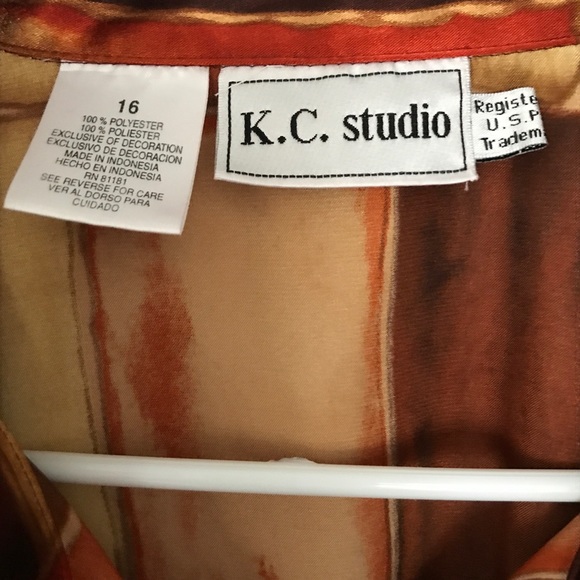 16
100 % POLYESTER
100 % POLIESTER
EXCLUSIVE OF DECORATION
EXCLUSIVO DE DECORACION
MADE IN INDONESIA
HECHO EN INDONESIA
RN 81181
SEE REVERSE FOR CARE
VER AL DORSO PARA
CUIDADO
K.C. studio
Registe
U.S.P
Tradem